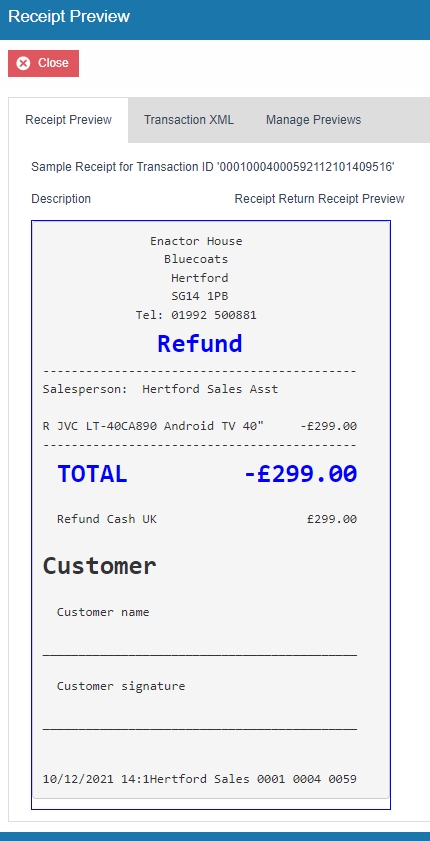 Receipt Preview
Close
Receipt Preview Transaction XML Manage Previews
Sample Receipt for Transaction ID '00010004000592112101409516'
Description Receipt Return Receipt Preview
Enactor House
Bluecoats
Hertford
SG14 1PB
Tel: 01992 500881
Refund
--------------------------------------------
Salesperson: Hertford Sales Asst
R JVC LT-40CA890 Android TV 40" -£299.00
--------------------------------------------
TOTAL -£299.00
Refund Cash UK £299.00
Customer
Customer name
____________________________________________
Customer signature
____________________________________________
10/12/2021 14:1Hertford Sales 0001 0004 0059